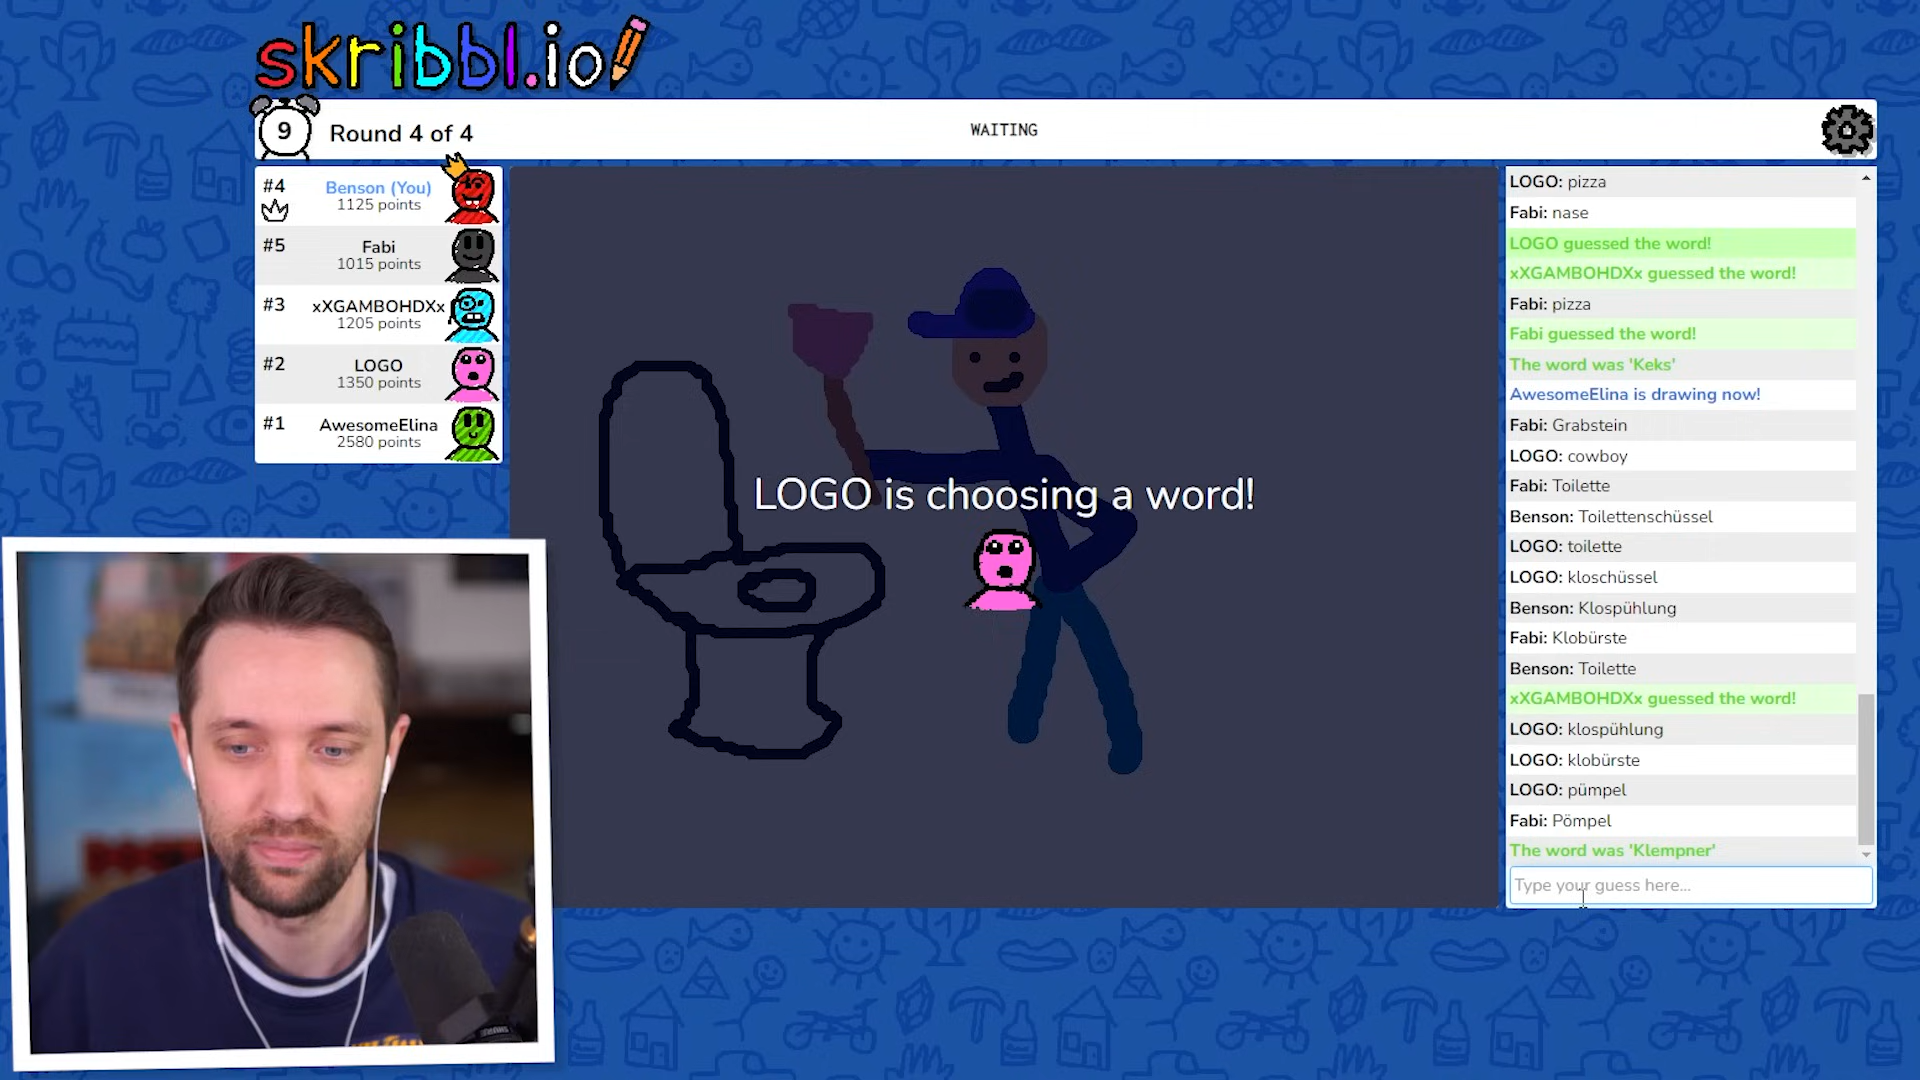 skribbl.io
9
Round 4 of 4
WAITING
#4
Benson (You)
1125 points
#5
Fabi
1015 points
#3
xXGAMBOHDXx
1205 points
#2
LOGO
1350 points
#1
AwesomeElina
2580 points
LOGO is choosing a word!
LOGO: pizza
Fabi: nase
LOGO guessed the word!
xXGAMBOHDXx guessed the word!
Fabi: pizza
Fabi guessed the word!
The word was 'Keks'
AwesomeElina is drawing now!
Fabi: Grabstein
LOGO: cowboy
Fabi: Toilette
Benson: Toilettenschüssel
LOGO: toilette
LOGO: kloschüssel
Benson: Klospühlung
Fabi: Klobürste
Benson: Toilette
xXGAMBOHDXx guessed the word!
LOGO: klospühlung
LOGO: klobürste
LOGO: pümpel
Fabi: Pömpel
The word was 'Klempner'
Type your guess here...